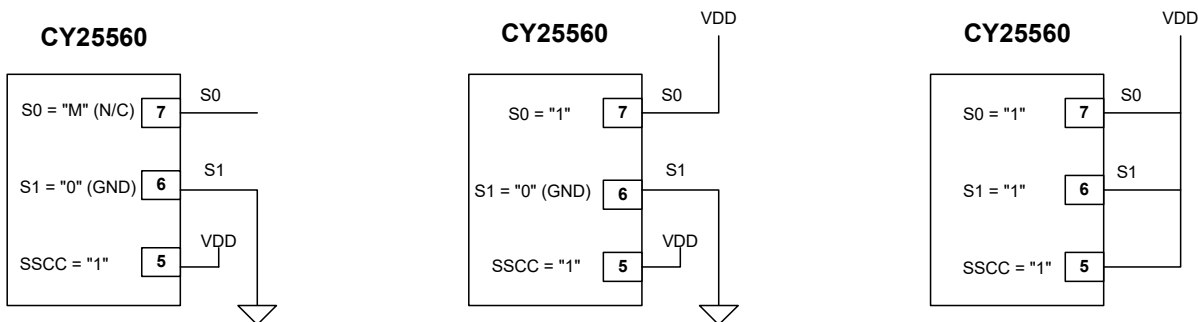 CY25560
S0 = "M" (N/C) 7 S0
S1 = "0" (GND) 6 S1
SSCC = "1" 5 VDD
VDD
CY25560
S0 = "1" 7 S0
S1 = "0" (GND) 6 S1
SSCC = "1" 5 VDD
VDD
CY25560
S0 = "1" 7 S0
S1 = "1" 6 S1
SSCC = "1" 5